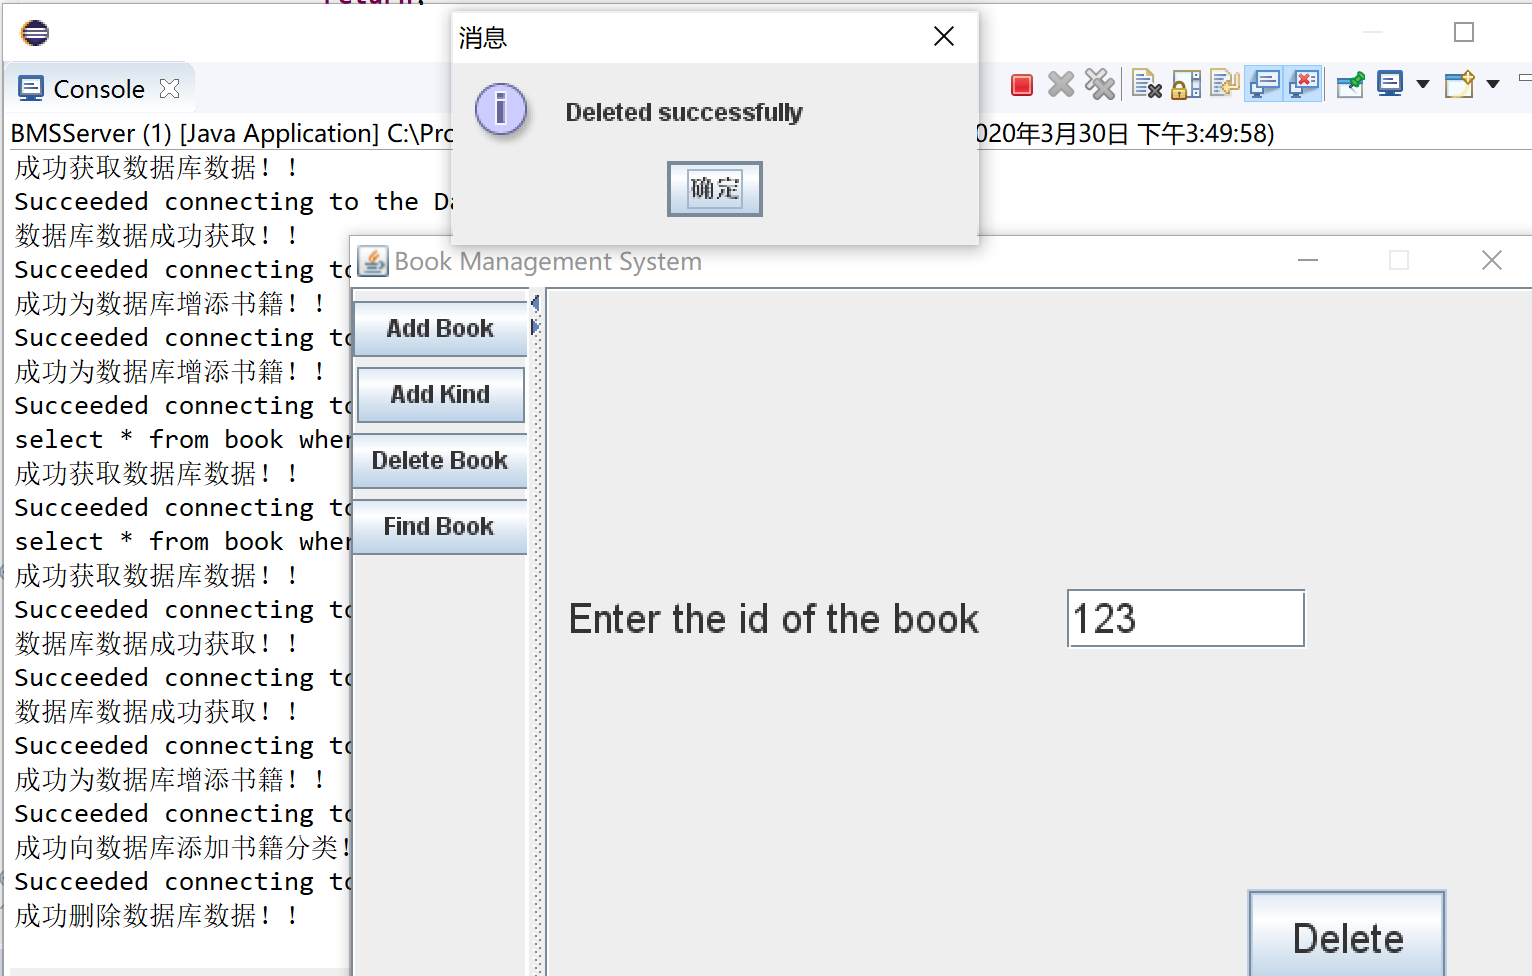 return;
消息
Console
Deleted successfully
BMSServer (1) [Java Application] C:\Pro 020年3月30日 下午3:49:58)
确定
成功获取数据库数据！！
Succeeded connecting to the Da
数据库数据成功获取！！
Succeeded connecting to
成功为数据库增添书籍！！
Succeeded connecting to
成功为数据库增添书籍！！
Succeeded connecting to
select * from book wher
成功获取数据库数据！！
Succeeded connecting to
select * from book wher
成功获取数据库数据！！
Succeeded connecting to
数据库数据成功获取！！
Succeeded connecting to
数据库数据成功获取！！
Succeeded connecting to
成功为数据库增添书籍！！
Succeeded connecting to
成功向数据库添加书籍分类！
Succeeded connecting to
成功删除数据库数据！！
Book Management System
Add Book
Add Kind
Delete Book
Find Book
Enter the id of the book 123
Delete